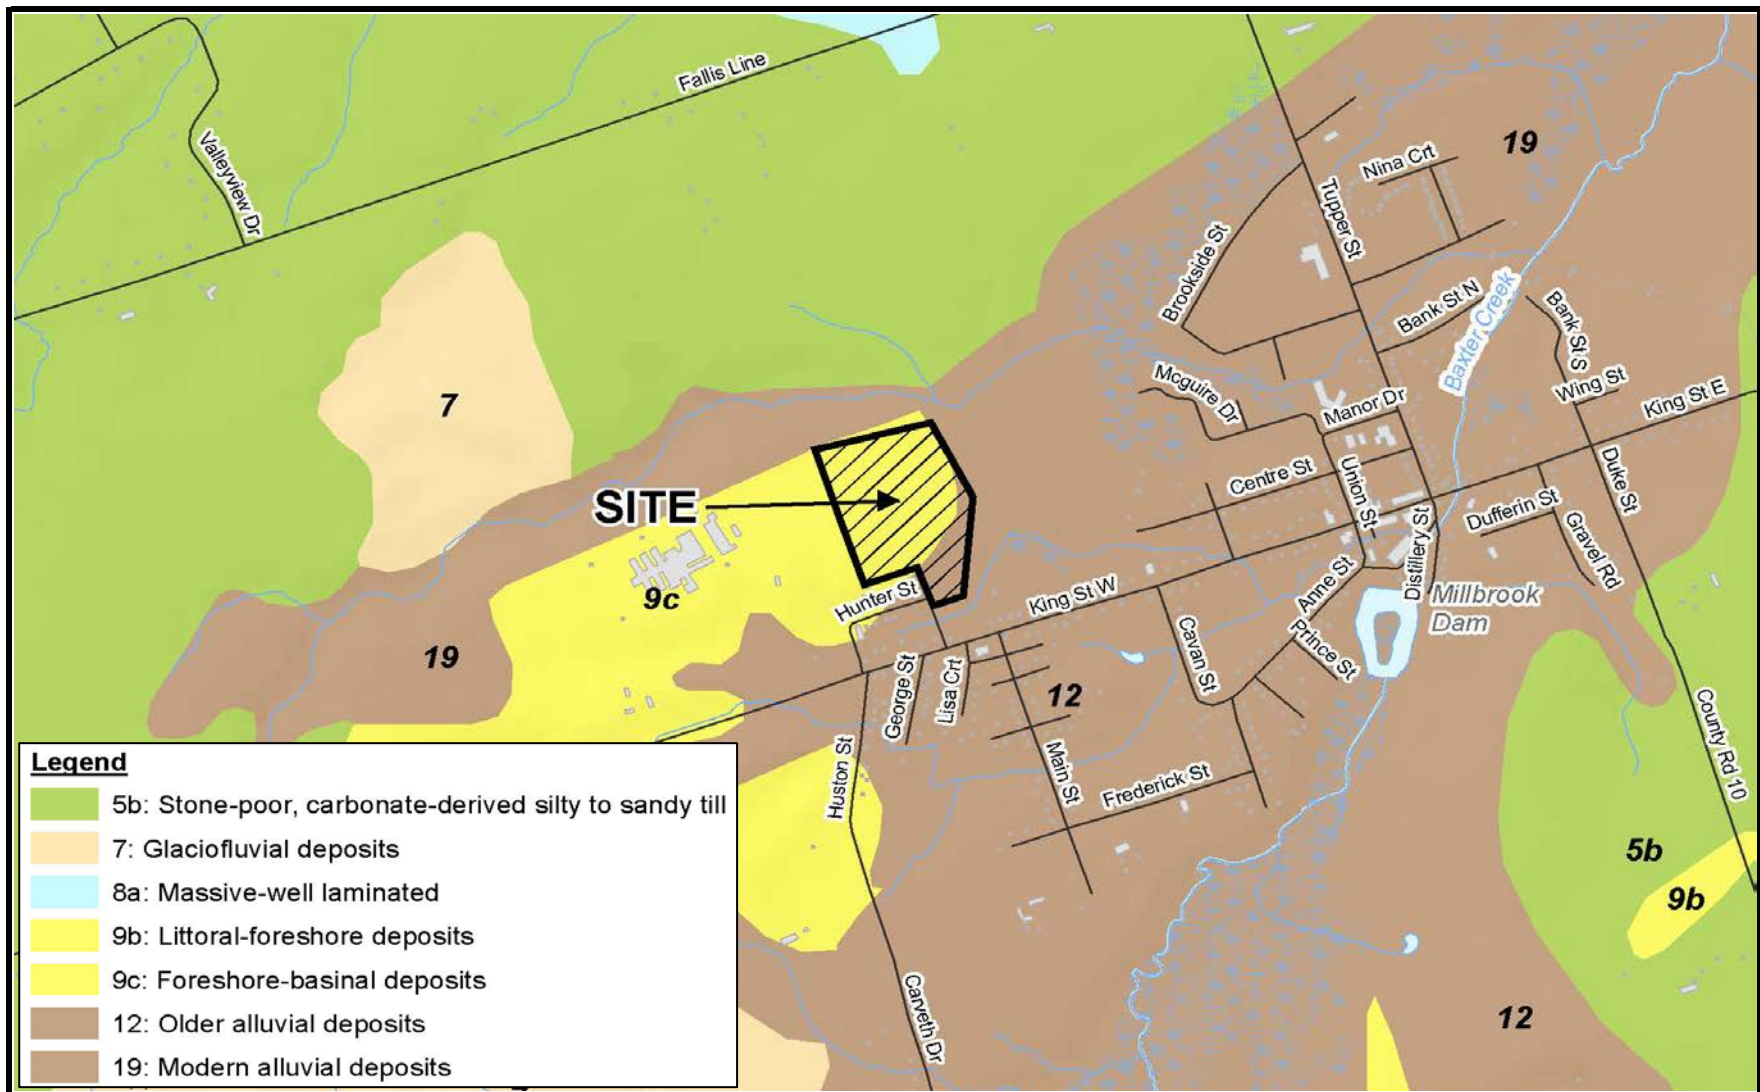 Fallis Line
Valleyview Dr
19
Nina Crt
Tupper St
Brookside St
Bank St N
Baxter Creek
Bank St S
Wing St
King St E
Mcguire Dr
Manor Dr
7
Centre St
Union St
Duke St
Dufferin St
Gravel Rd
Distillery St
SITE
9c
Hunter St
King St W
Anne St
Prince St
Millbrook
Dam
19
George St
Lisa Crt
12
Cavan St
Main St
Frederick St
Huston St
County Rd 10
5b
9b
Carveth Dr
12
Legend
5b: Stone-poor, carbonate-derived silty to sandy till
7: Glaciofluvial deposits
8a: Massive-well laminated
9b: Littoral-foreshore deposits
9c: Foreshore-basinal deposits
12: Older alluvial deposits
19: Modern alluvial deposits